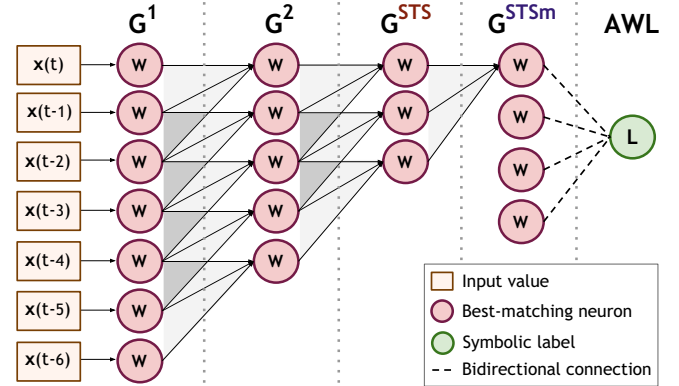 G1 G2 GSTS GSTSm AWL
x(t) W W W W
x(t-1) W W W W
L
x(t-2) W W W W
x(t-3) W W W
x(t-4) W W
x(t-5) W
x(t-6) W
Input value
Best-matching neuron
Symbolic label
Bidirectional connection